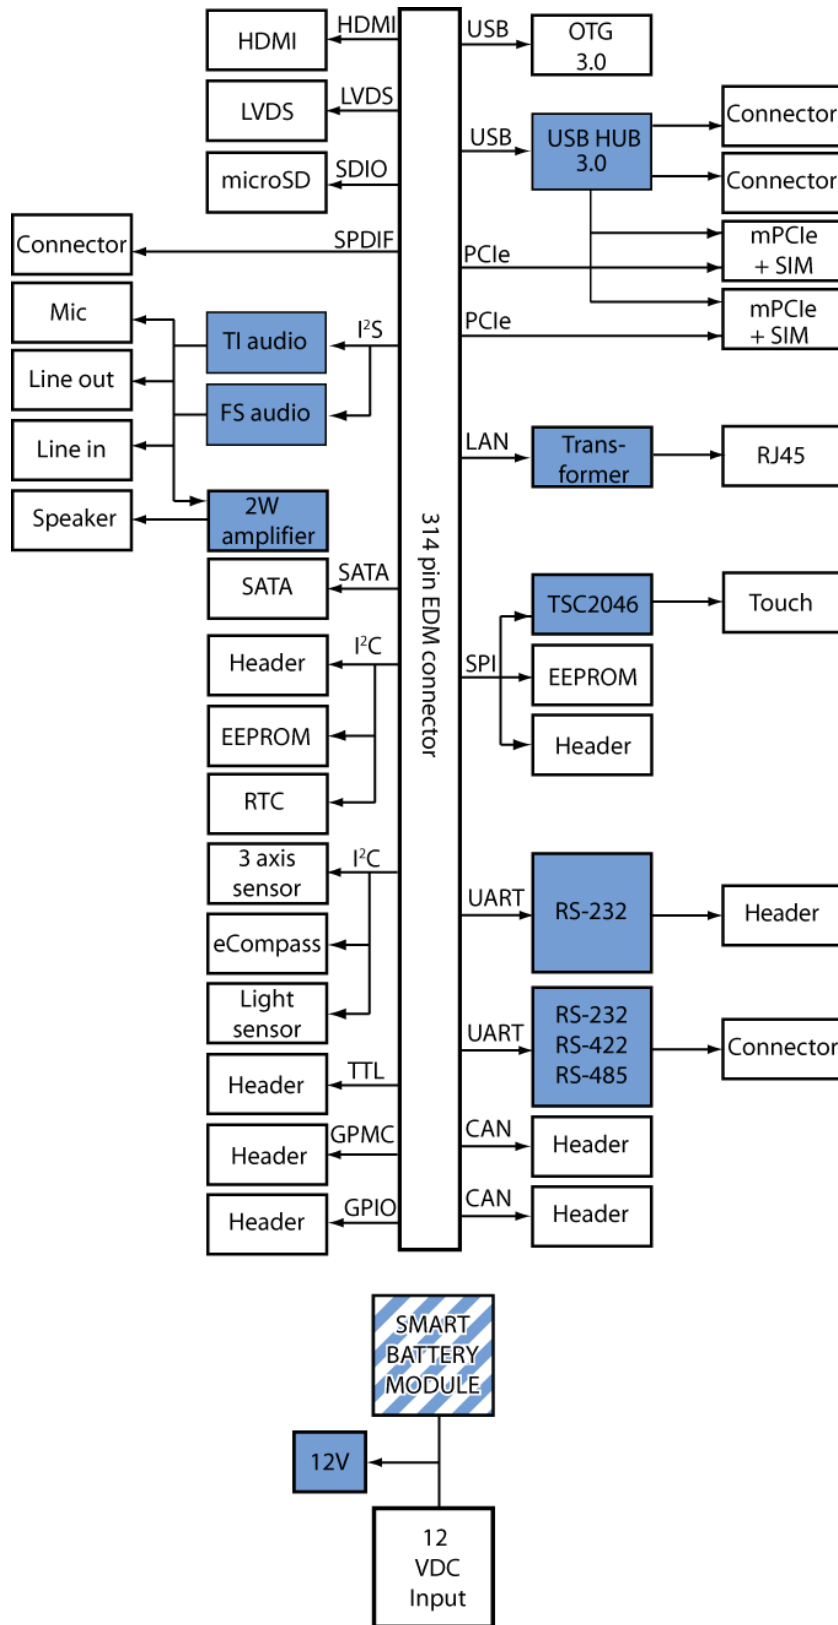 HDMI
HDMI
USB
OTG
3.0
LVDS
LVDS
USB
USB HUB
3.0
Connector
Connector
microSD
SDIO
Connector
SPDIF
PCIe
mPCIe
+ SIM
Mic
TI audio
I²S
PCIe
mPCIe
+ SIM
Line out
FS audio
Line in
LAN
Trans-
former
RJ45
Speaker
2W
amplifier
314 pin EDM connector
SATA
SATA
TSC2046
Touch
Header
I²C
SPI
EEPROM
EEPROM
Header
RTC
3 axis
sensor
I²C
UART
RS-232
Header
eCompass
Light
sensor
UART
RS-232
RS-422
RS-485
Connector
Header
TTL
Header
GPMC
CAN
Header
Header
GPIO
CAN
Header
SMART
BATTERY
MODULE
12V
12
VDC
Input